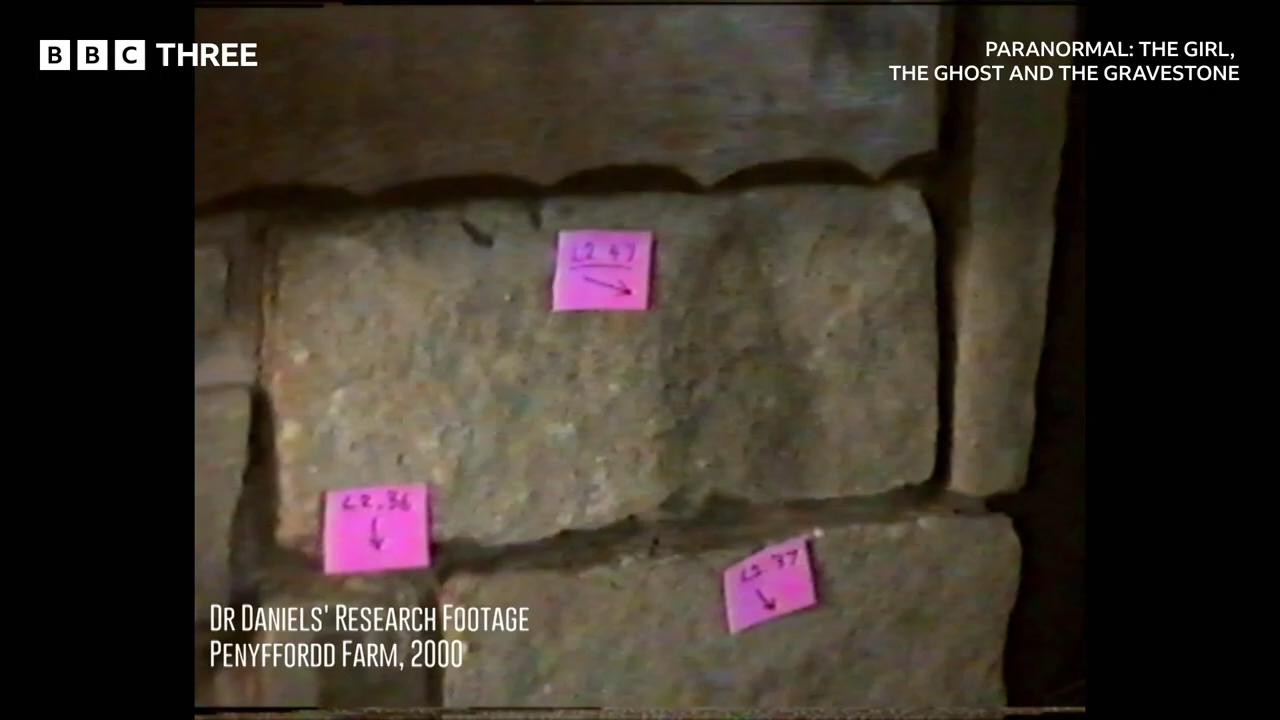 BBC THREE
PARANORMAL: THE GIRL,
THE GHOST AND THE GRAVESTONE
L2 47
L2.36
L2 37
DR DANIELS' RESEARCH FOOTAGE
PENYFFORDD FARM, 2000